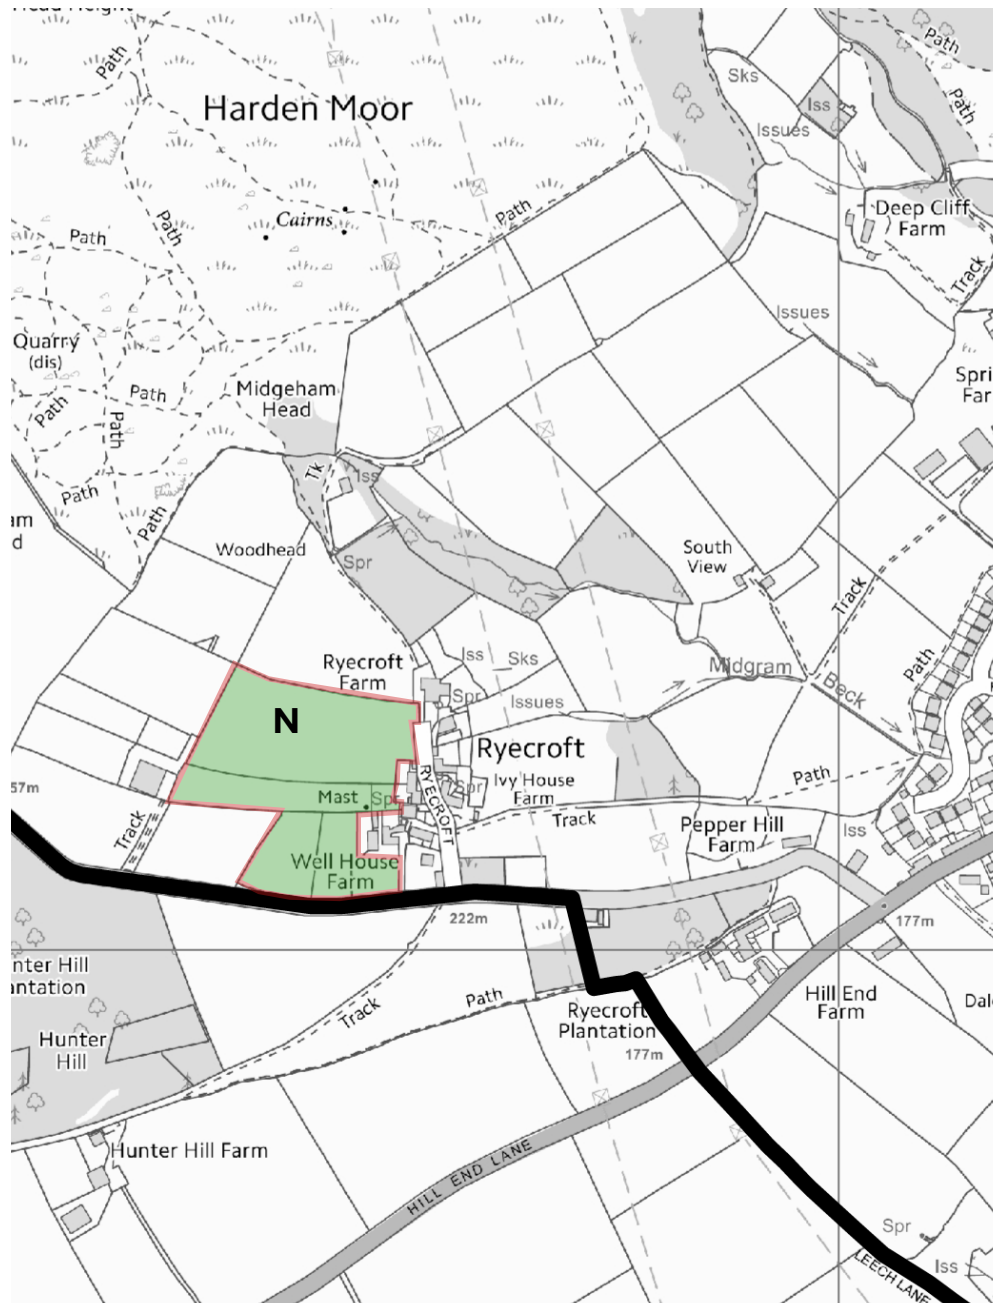 Path
Sks
Path
Iss
Issues
Path
Harden Moor
Cairns
Path
Path
Path
Deep Cliff
Farm
Track
Issues
Quarry
(dis)
Midgeham
Head
Path
Path
Path
Tk
Iss
Path
Path
Woodhead
Spr
South
View
Track
Ryecroft
Farm
Iss
Sks
Spr
Issues
Midgram
Beck
Path
N
Ryecroft
Ivy House
Farm
Spr
RYECROFT
Path
57m
Mast
Spr
Track
Track
Pepper Hill
Farm
Iss
Well House
Farm
222m
177m
nter Hill
antation
Track
Path
Ryecroft
Plantation
177m
Hill End
Farm
Dal
Hunter
Hill
Hunter Hill Farm
HILL END LANE
Spr
LEECH LANE
Iss